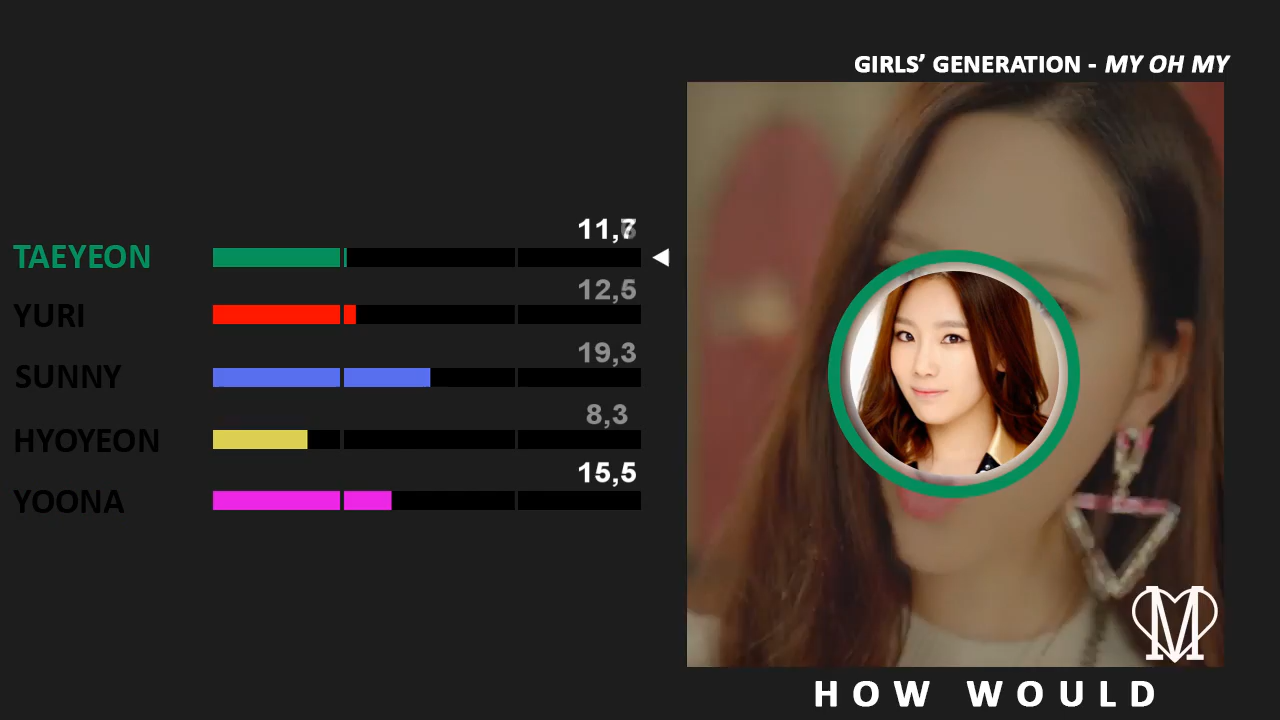 GIRLS' GENERATION - MY OH MY
TAEYEON 11,7
YURI 12,5
SUNNY 19,3
HYOYEON 8,3
YOONA 15,5
M
HOW WOULD